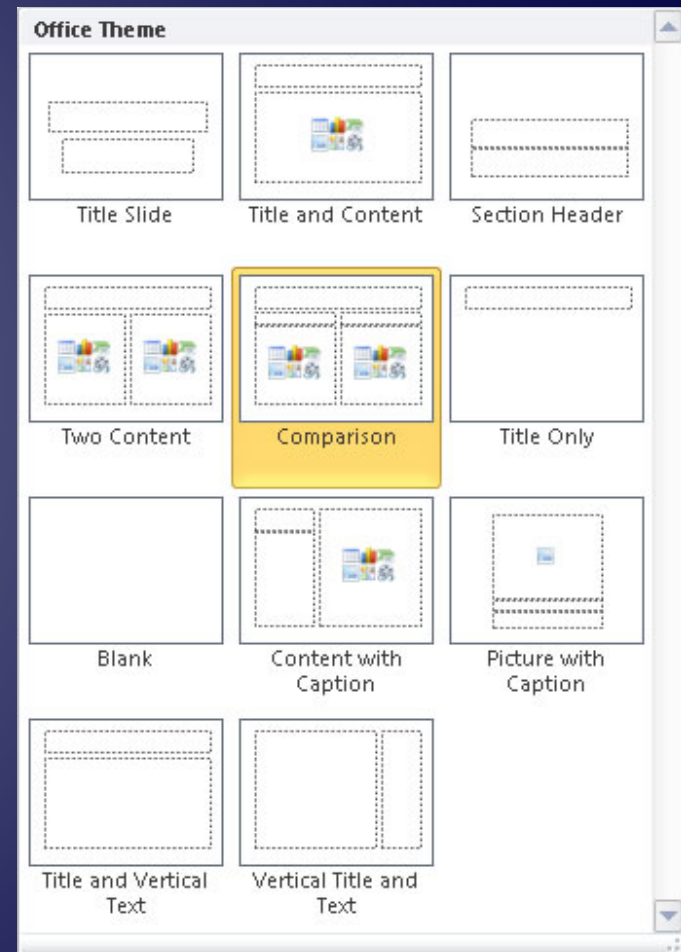 Office Theme
Title Slide
Title and Content
Section Header
Two Content
Comparison
Title Only
Blank
Content with
Caption
Picture with
Caption
Title and Vertical
Text
Vertical Title and
Text